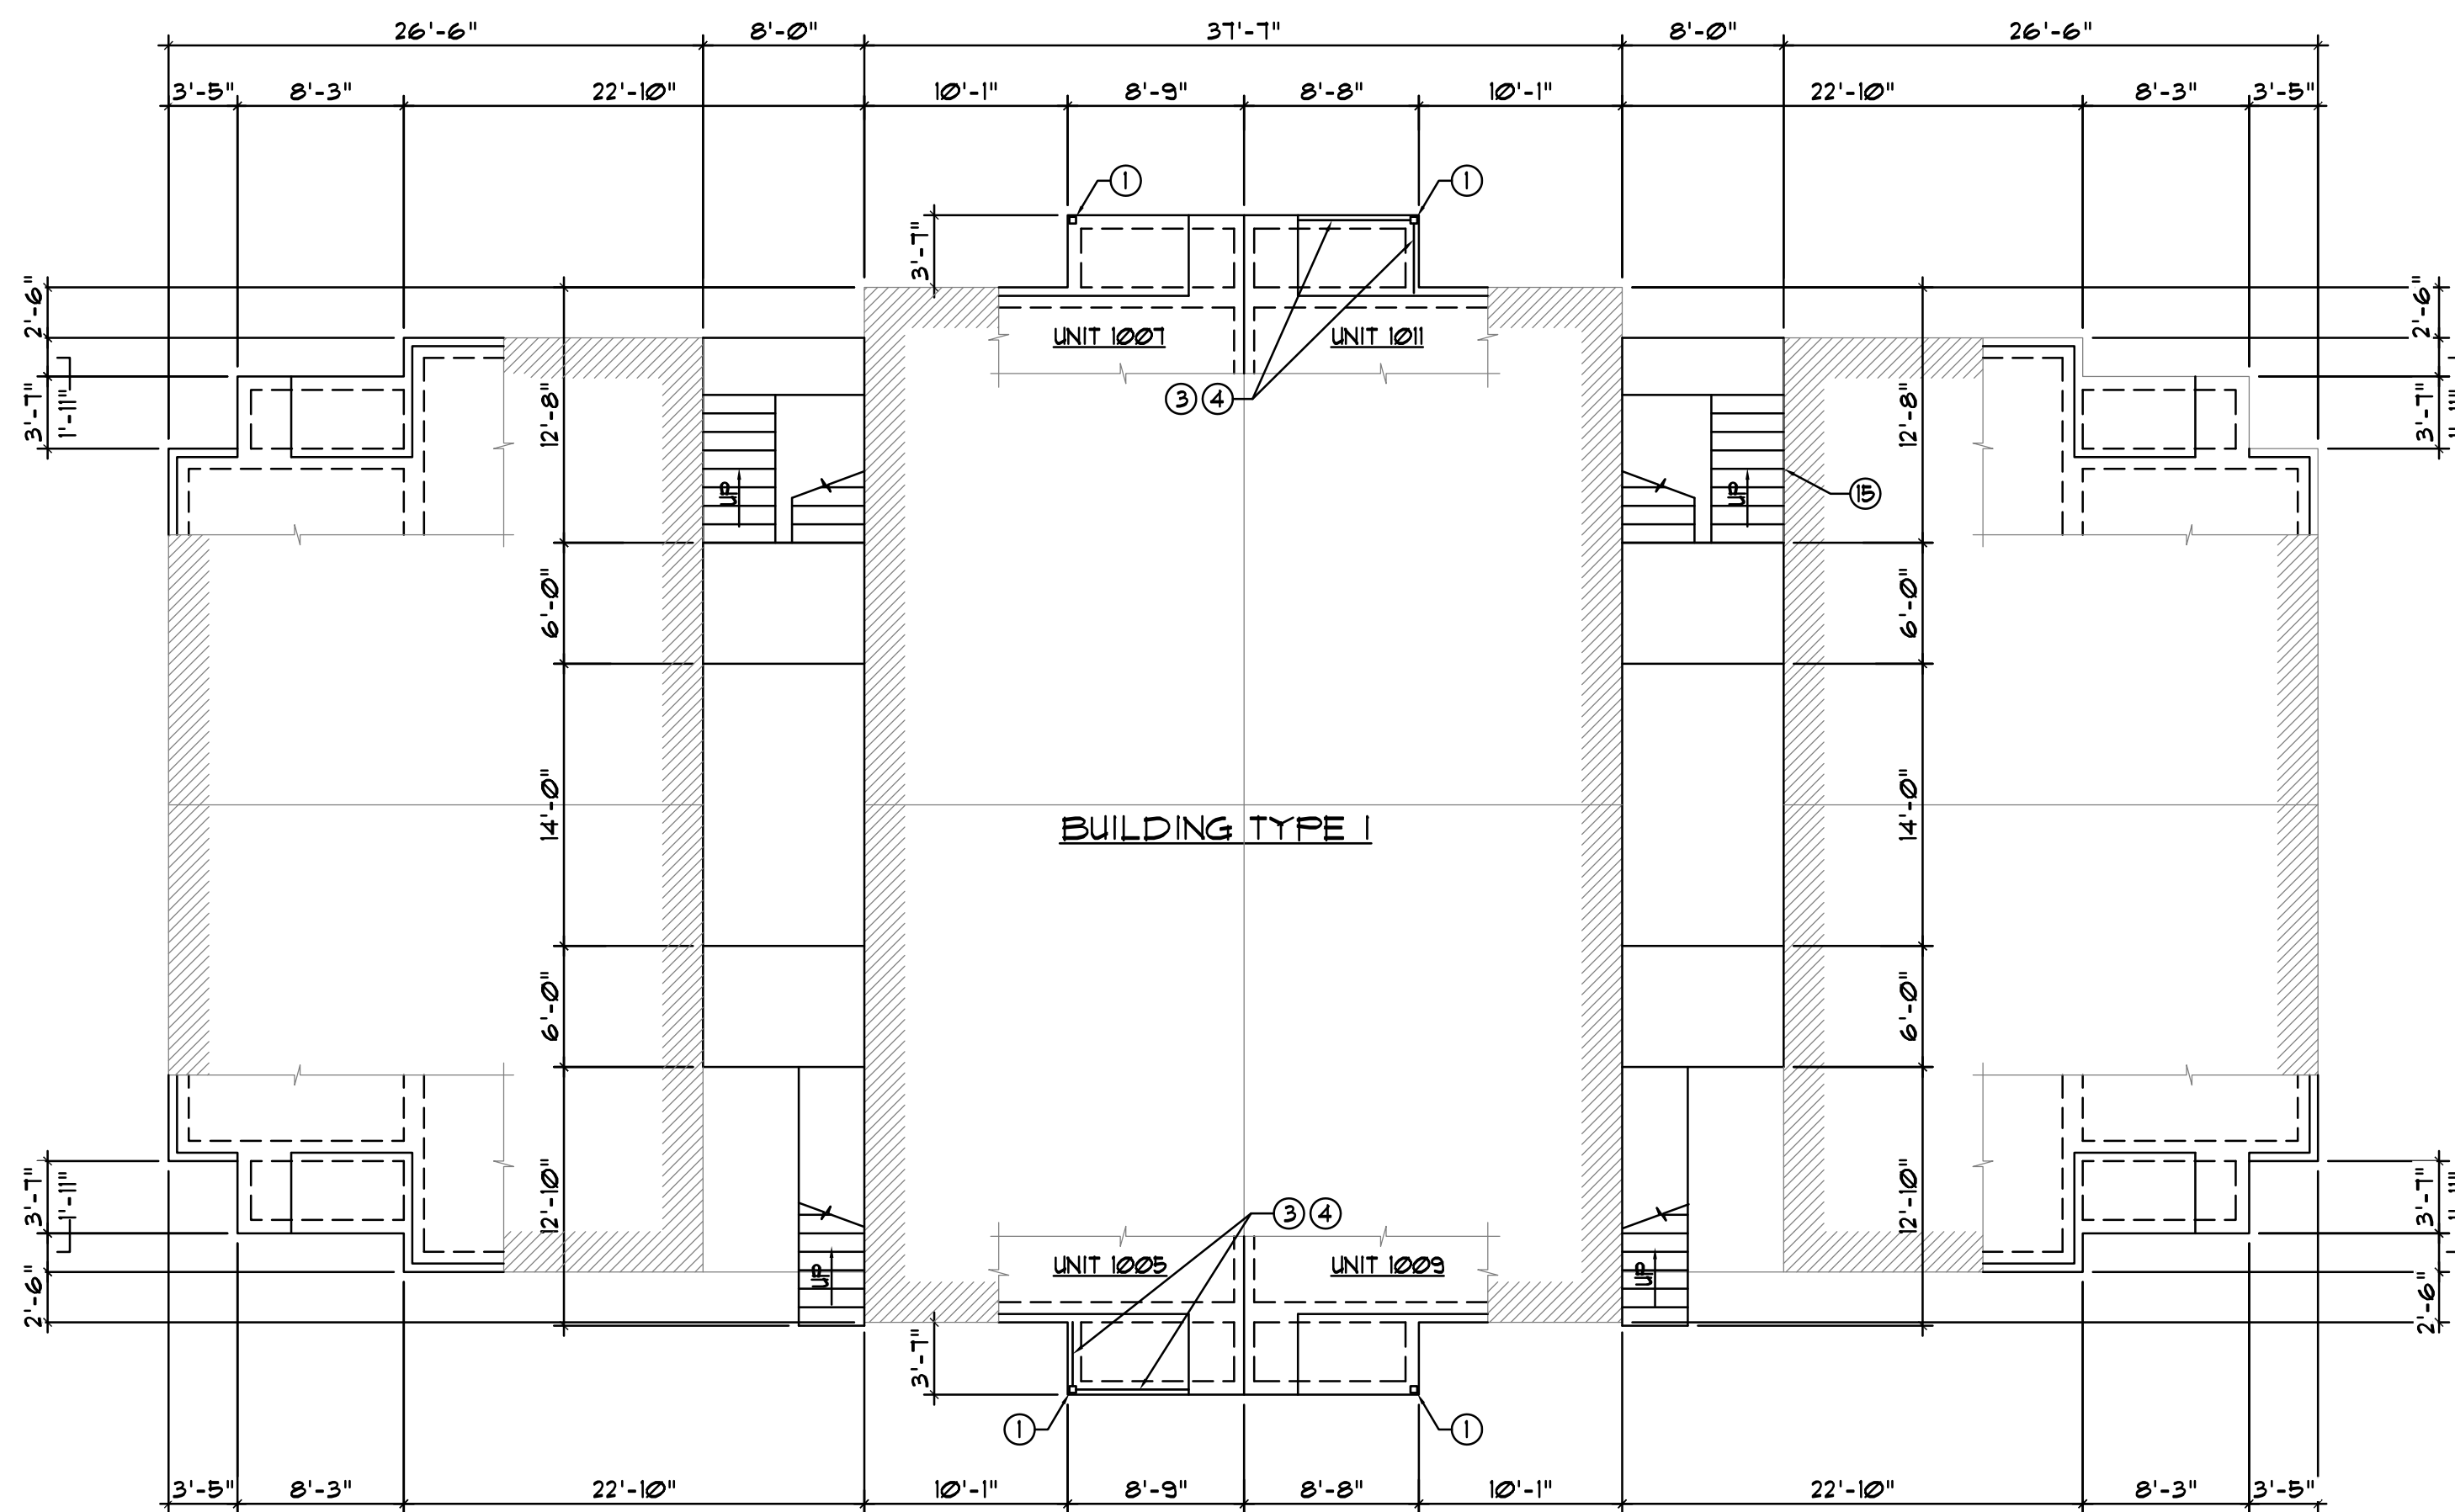 26'-6" 8'-0" 37'-7" 8'-0" 26'-6"
3'-5" 8'-3" 22'-10" 10'-1" 8'-9" 8'-8" 10'-1" 22'-10" 8'-3" 3'-5"
1 1
3'-7"
2'-6" 2'-6"
UNIT 1007 UNIT 1011
3 4
3'-7" 1'-11" 12'-8" 12'-8" 3'-7"
UP UP 15
6'-0" 6'-0"
14'-0" 14'-0"
BUILDING TYPE 1
6'-0" 6'-0"
3'-7" 1'-11" 12'-10" 12'-10" 3'-7"
3 4
UNIT 1005 UNIT 1009
UP UP
2'-6" 2'-6"
3'-7"
1 1
3'-5" 8'-3" 22'-10" 10'-1" 8'-9" 8'-8" 10'-1" 22'-10" 8'-3" 3'-5"